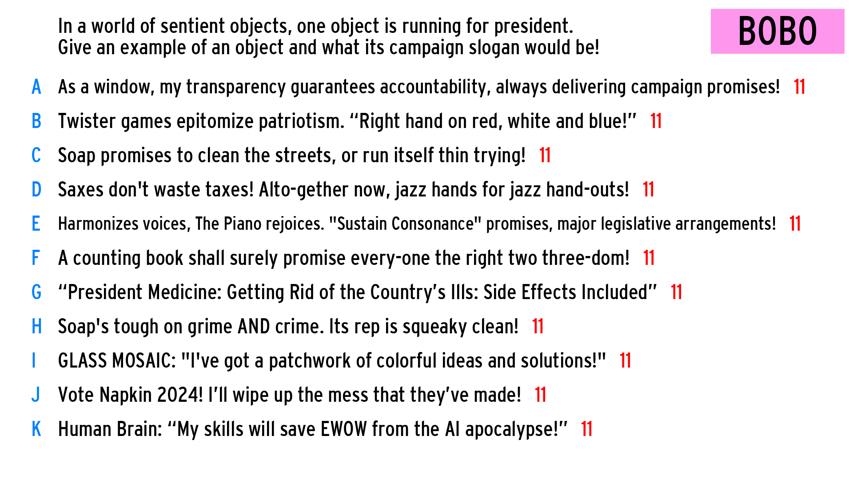 In a world of sentient objects, one object is running for president.
Give an example of an object and what its campaign slogan would be!
BOBO
A As a window, my transparency guarantees accountability, always delivering campaign promises! 11
B Twister games epitomize patriotism. “Right hand on red, white and blue!” 11
C Soap promises to clean the streets, or run itself thin trying! 11
D Saxes don't waste taxes! Alto-gether now, jazz hands for jazz hand-outs! 11
E Harmonizes voices, The Piano rejoices. "Sustain Consonance" promises, major legislative arrangements! 11
F A counting book shall surely promise every-one the right two three-dom! 11
G “President Medicine: Getting Rid of the Country’s Ills: Side Effects Included” 11
H Soap's tough on grime AND crime. Its rep is squeaky clean! 11
I GLASS MOSAIC: "I've got a patchwork of colorful ideas and solutions!" 11
J Vote Napkin 2024! I’ll wipe up the mess that they’ve made! 11
K Human Brain: “My skills will save EWOW from the AI apocalypse!” 11